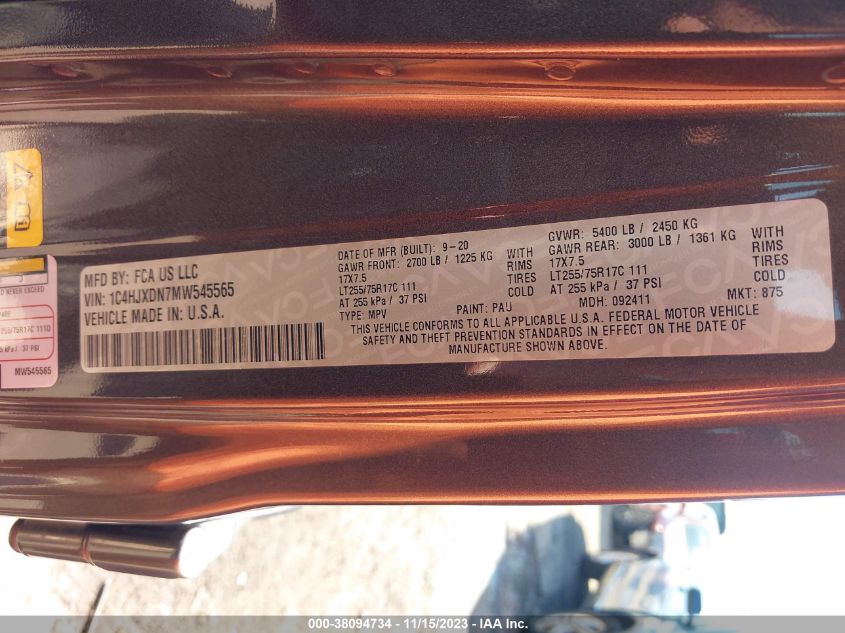 MFD BY: FCA US LLC
VIN: 1C4HJXDN7MW545565
VEHICLE MADE IN: U.S.A.
DATE OF MFR (BUILT): 9-20
GAWR FRONT: 2700 LB / 1225 KG WITH
17X7.5 RIMS
LT255/75R17C 111 TIRES
AT 255 kPa / 37 PSI COLD
TYPE: MPV
PAINT: PAU
GVWR: 5400 LB / 2450 KG
GAWR REAR: 3000 LB / 1361 KG WITH
17X7.5 RIMS
LT255/75R17C 111 TIRES
AT 255 kPa / 37 PSI COLD
MDH: 092411
MKT: 875
THIS VEHICLE CONFORMS TO ALL APPLICABLE U.S.A. FEDERAL MOTOR VEHICLE
SAFETY AND THEFT PREVENTION STANDARDS IN EFFECT ON THE DATE OF
MANUFACTURE SHOWN ABOVE.
NEVER EXCEED
37 PSI
MW545565
000-38094734 - 11/15/2023 - IAA Inc.